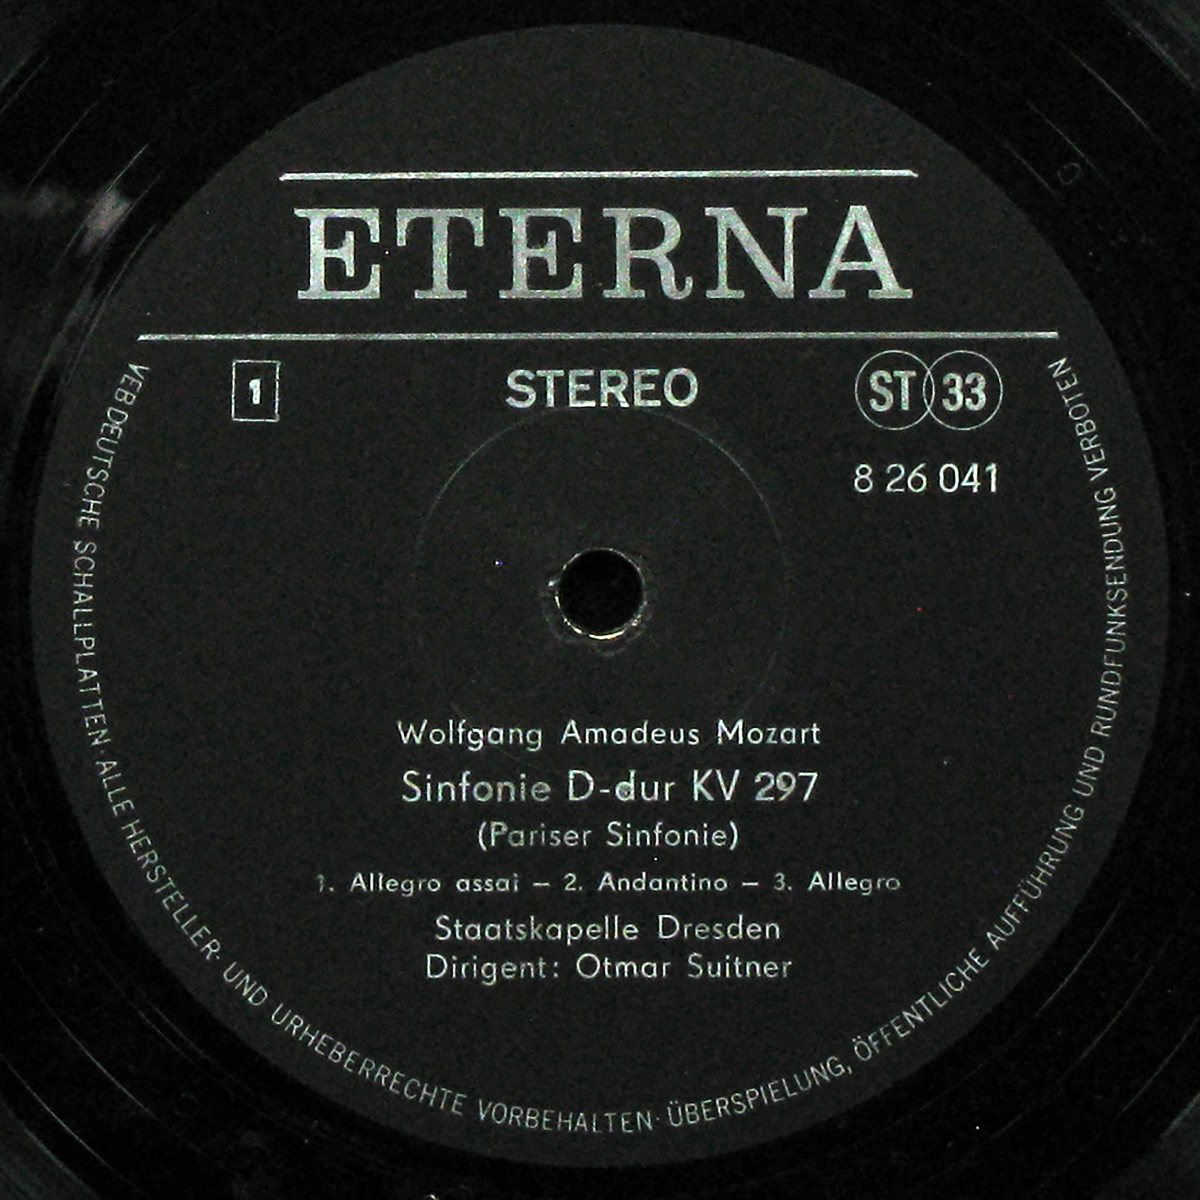 ETERNA
1
STEREO
ST 33
8 26 041
Wolfgang Amadeus Mozart
Sinfonie D-dur KV 297
(Pariser Sinfonie)
1. Allegro assai – 2. Andantino – 3. Allegro
Staatskapelle Dresden
Dirigent: Otmar Suitner
VEB DEUTSCHE SCHALLPLATTEN · ALLE HERSTELLER- UND URHEBERRECHTE VORBEHALTEN · ÜBERSPIELUNG, ÖFFENTLICHE AUFFÜHRUNG UND RUNDFUNKSENDUNG VERBOTEN